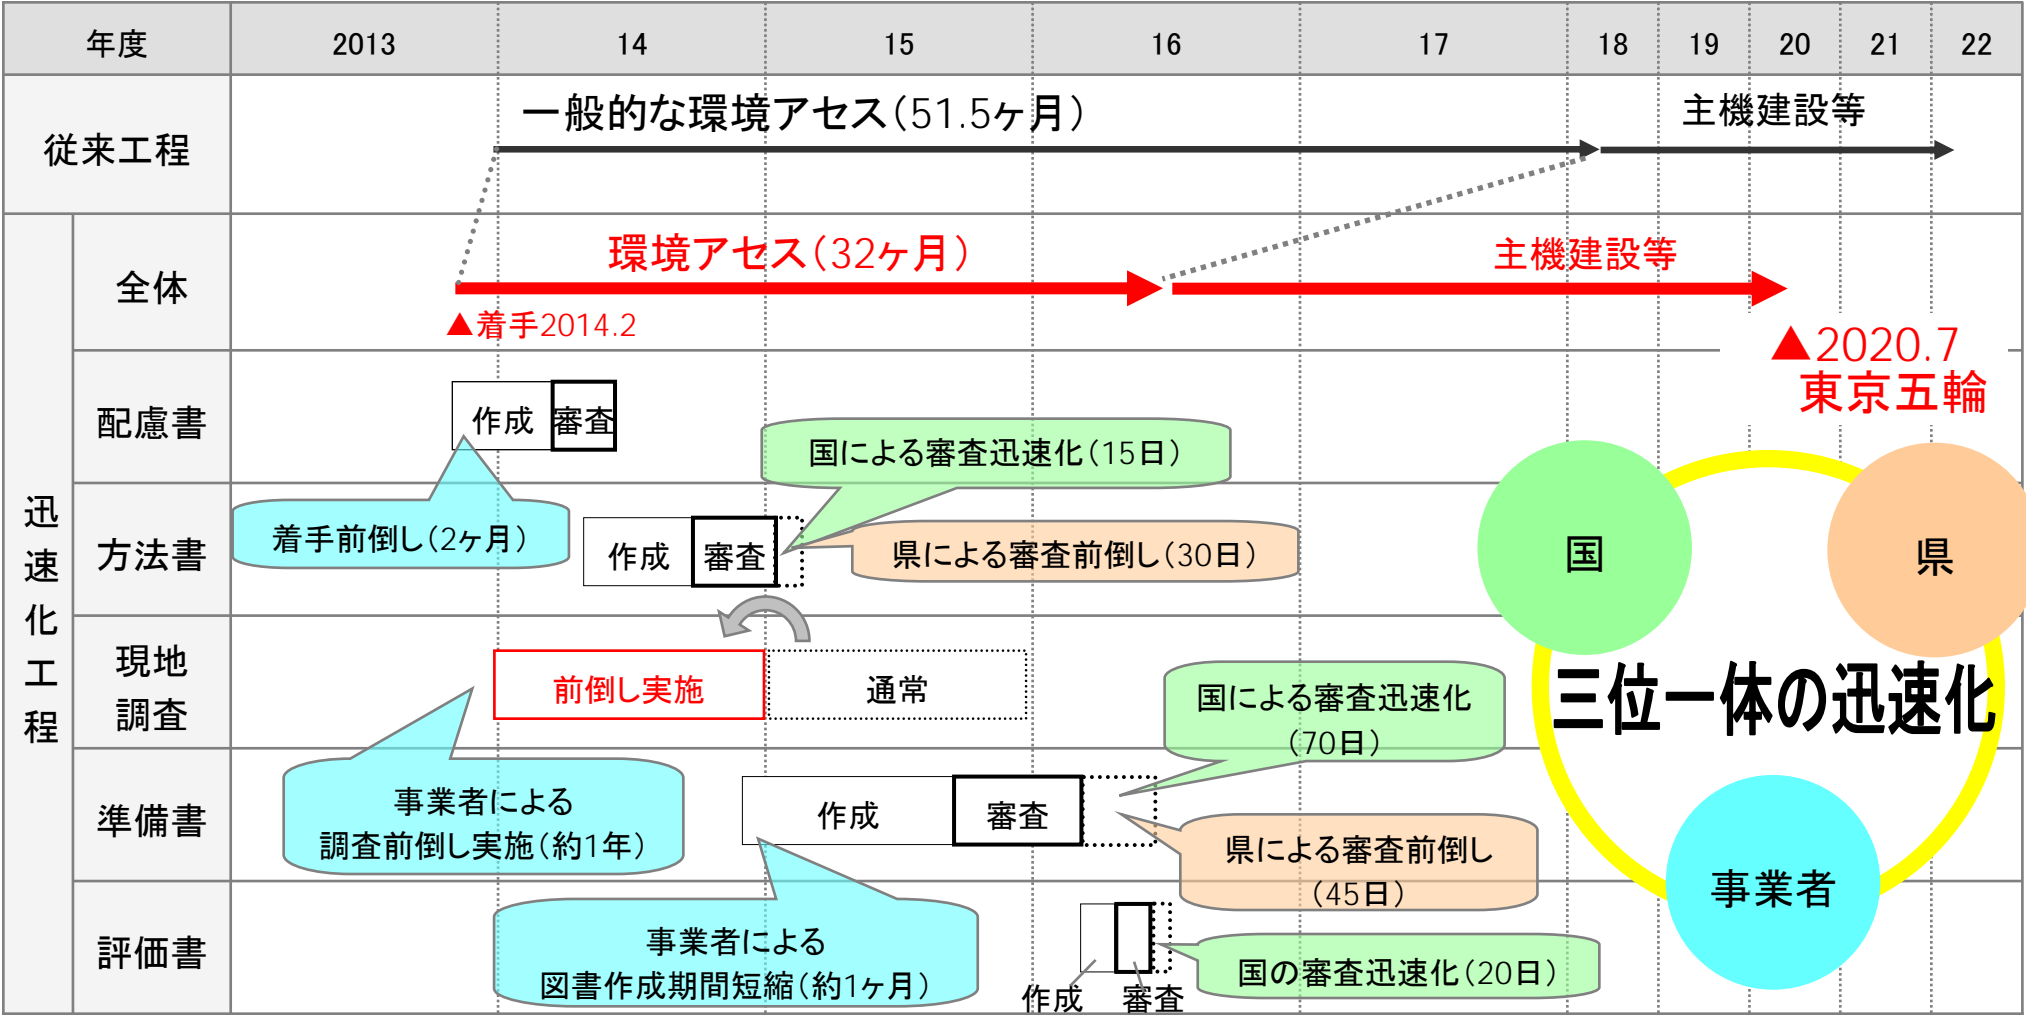 年度
2013
14
15
16
17
18
19
20
21
22
従来工程
一般的な環境アセス(51.5ヶ月)
主機建設等
迅速化工程
全体
環境アセス(32ヶ月)
主機建設等
▲着手2014.2
▲2020.7
東京五輪
配慮書
作成
審査
国による審査迅速化(15日)
着手前倒し(2ヶ月)
方法書
作成
審査
県による審査前倒し(30日)
国
県
現地
調査
前倒し実施
通常
国による審査迅速化
(70日)
三位一体の迅速化
事業者による
調査前倒し実施(約1年)
準備書
作成
審査
県による審査前倒し
(45日)
事業者
評価書
事業者による
図書作成期間短縮(約1ヶ月)
作成
審査
国の審査迅速化(20日)